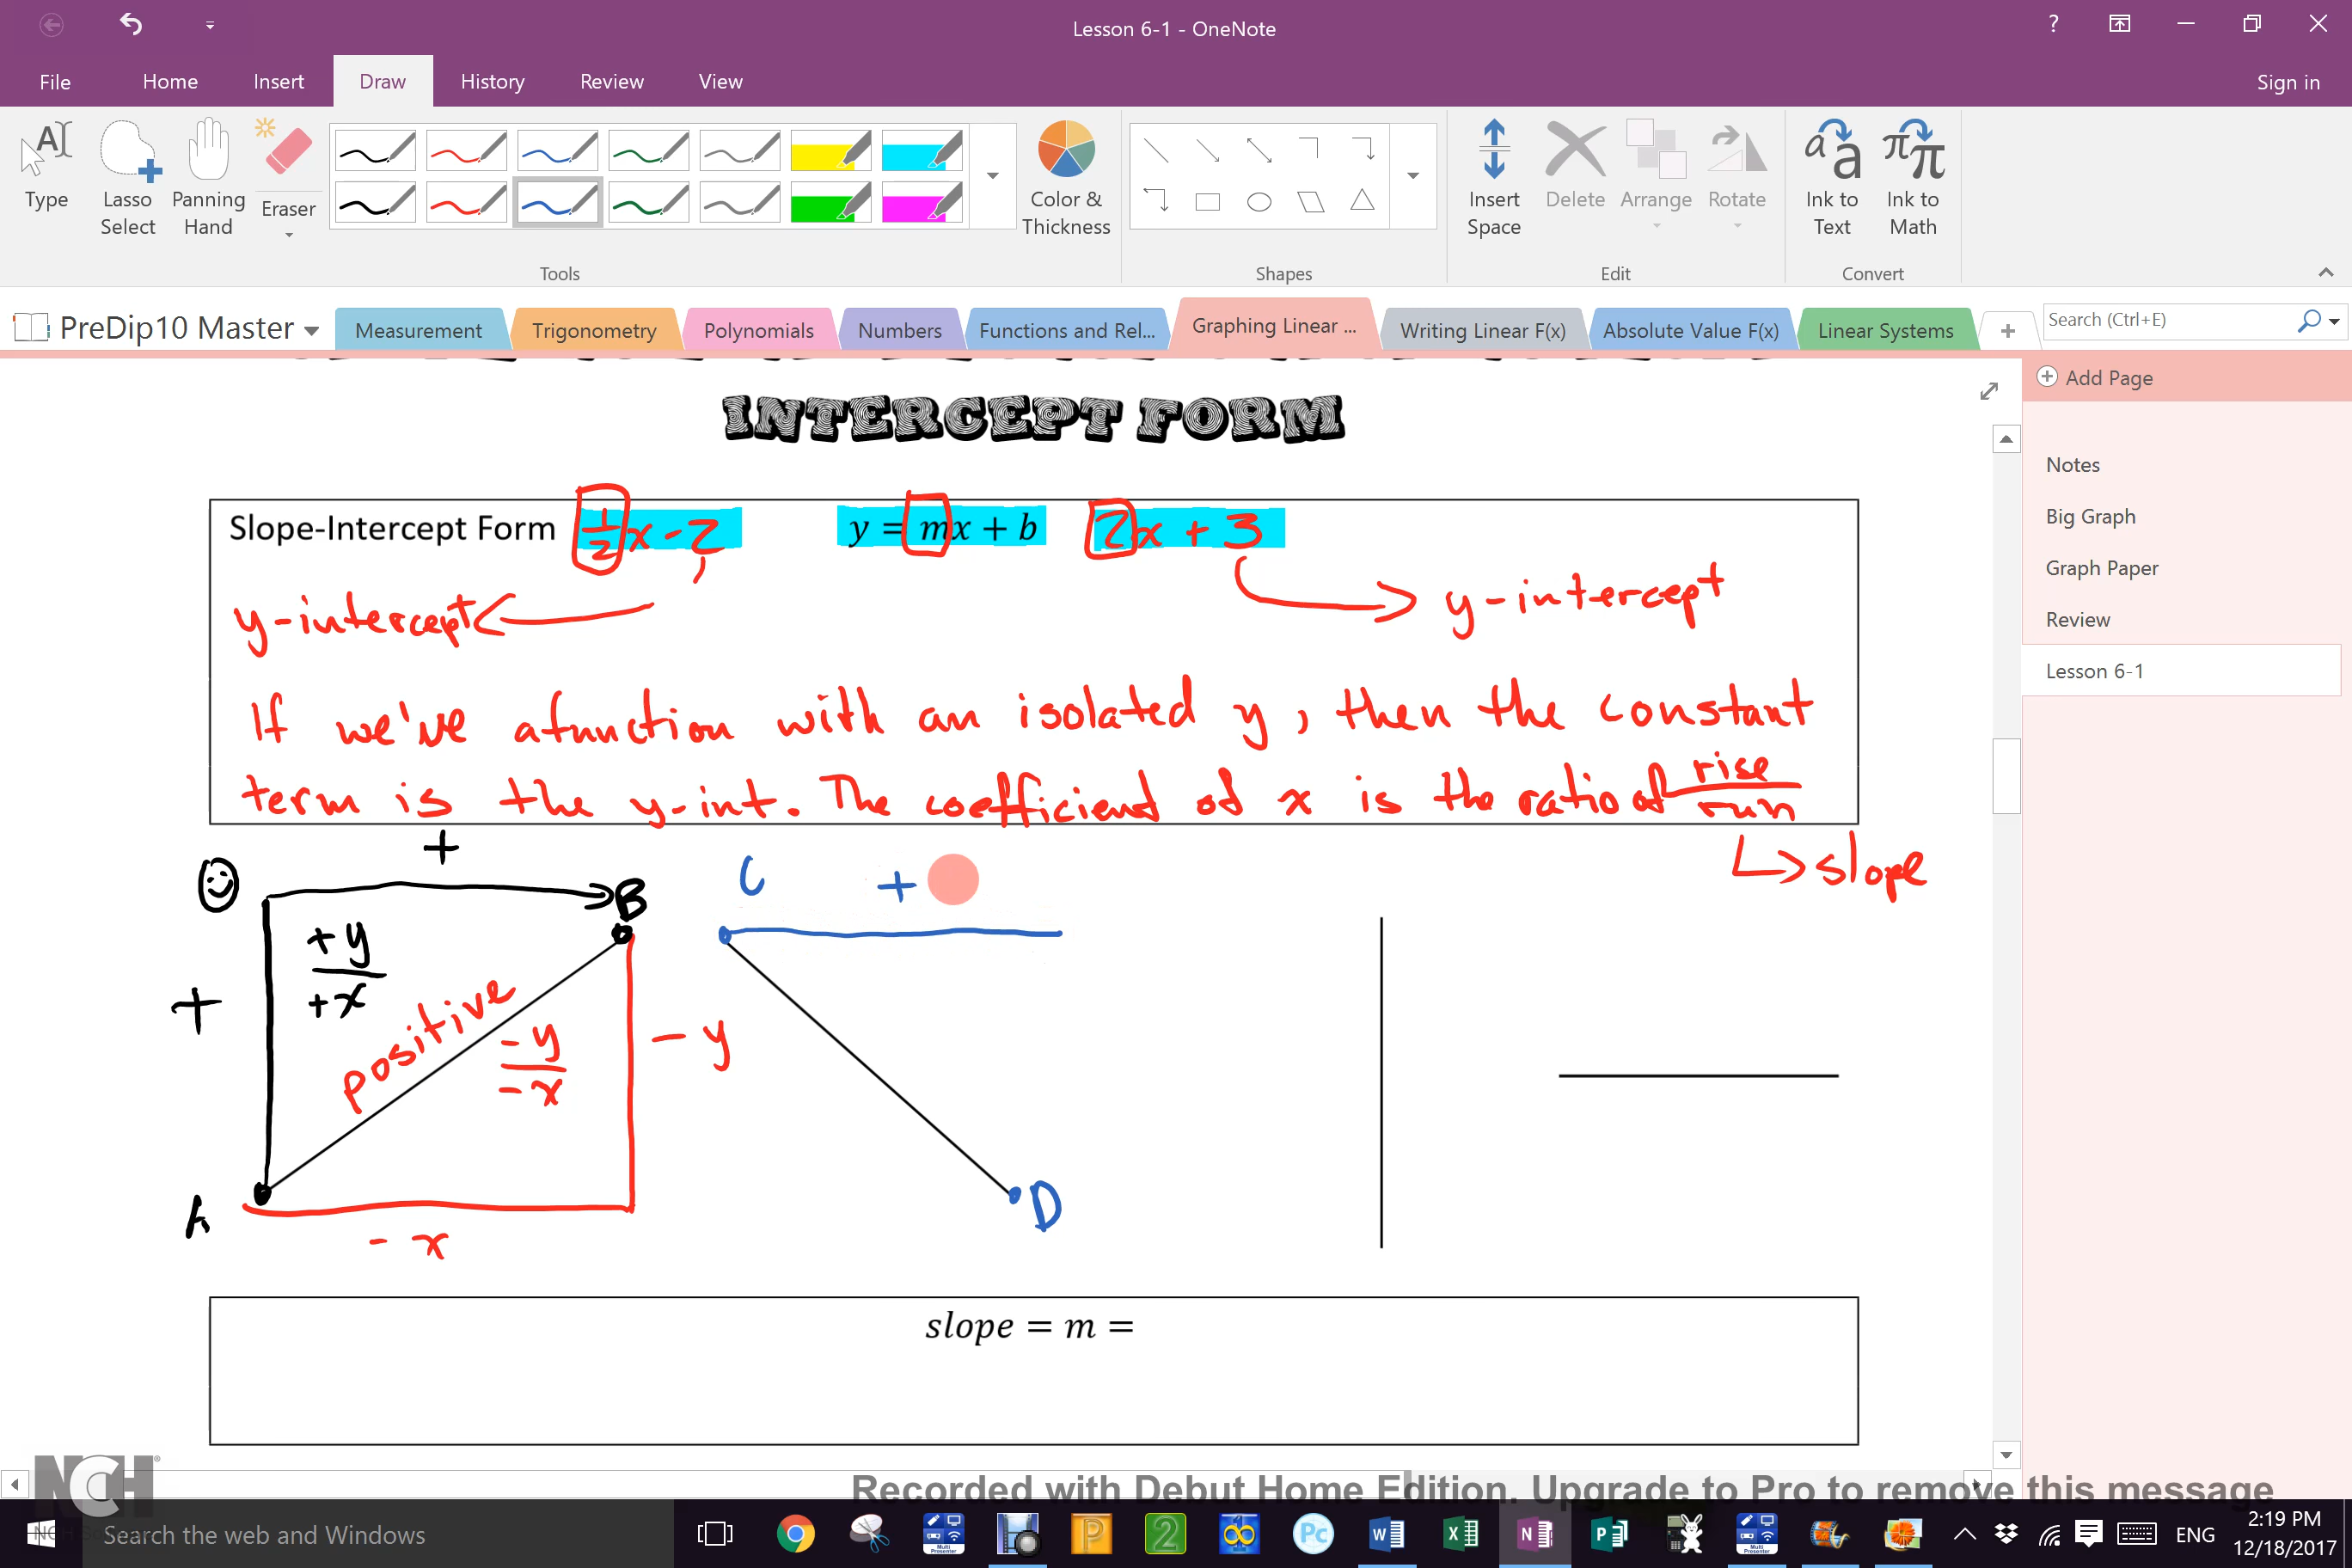 Lesson 6-1 - OneNote
?
File Home Insert Draw History Review View Sign in
Type Lasso Select Panning Hand Eraser Color & Thickness Insert Space Delete Arrange Rotate Ink to Text Ink to Math
Tools Shapes Edit Convert
PreDip10 Master Measurement Trigonometry Polynomials Numbers Functions and Rel... Graphing Linear ... Writing Linear F(x) Absolute Value F(x) Linear Systems + Search (Ctrl+E)
Add Page
INTERCEPT FORM
Notes
Big Graph
Graph Paper
Review
Lesson 6-1
Slope-Intercept Form 1/2 x - 2 y = mx + b 2x + 3
y-intercept y-intercept
If we've a function with an isolated y, then the constant
term is the y-int. The coefficient of x is the ratio of rise/run
slope
+
B
C +
+y/+x
+
positive
-y/-x
- y
A
D
- x
slope = m =
NCH
Recorded with Debut Home Edition. Upgrade to Pro to remove this message
Search the web and Windows
ENG
2:19 PM
12/18/2017